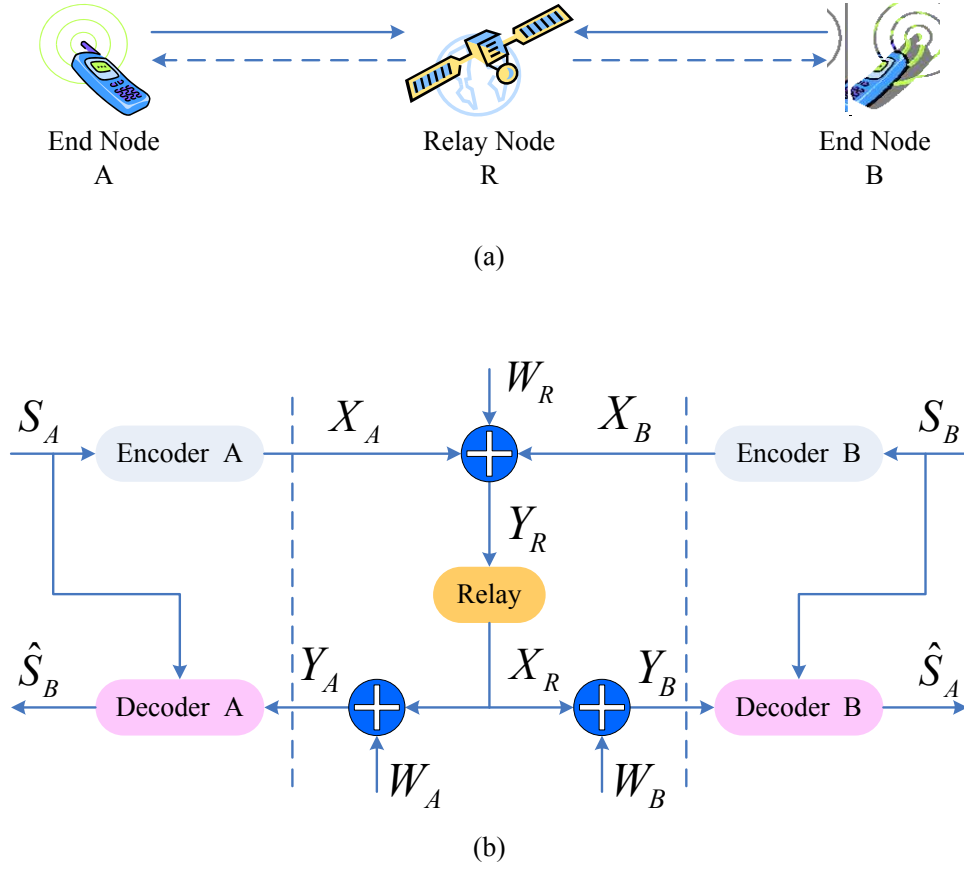 End Node
A
Relay Node
R
End Node
B
(a)
S_A
Encoder A
X_A
W_R
X_B
Encoder B
S_B
Y_R
Relay
Ŝ_B
Decoder A
Y_A
X_R
Y_B
Decoder B
Ŝ_A
W_A
W_B
(b)